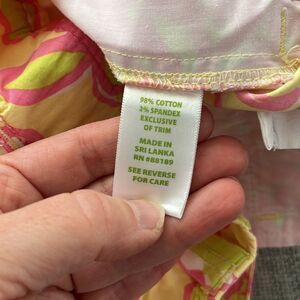 98% COTTON
2% SPANDEX
EXCLUSIVE
OF TRIM
MADE IN
SRI LANKA
RN #88189
SEE REVERSE
FOR CARE